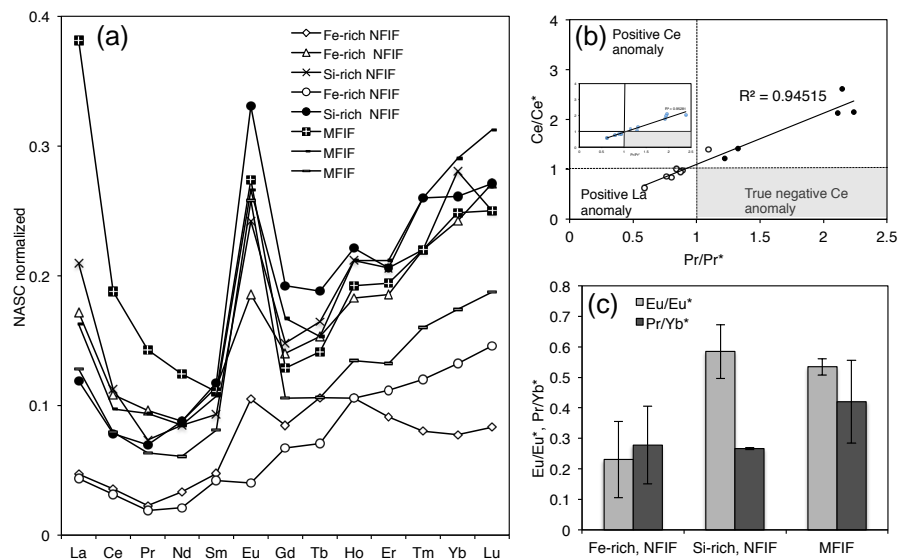 (a)
NASC normalized
0.4
0.3
0.2
0.1
0
La Ce Pr Nd Sm Eu Gd Tb Ho Er Tm Yb Lu
Fe-rich NFIF
Fe-rich NFIF
Si-rich NFIF
Fe-rich NFIF
Si-rich NFIF
MFIF
MFIF
MFIF
(b)
Ce/Ce*
4
3
2
1
0
Positive Ce
anomaly
R² = 0.94515
Positive La
anomaly
True negative Ce
anomaly
0 0.5 1 1.5 2 2.5
Pr/Pr*
(c)
Eu/Eu*
Pr/Yb*
Eu/Eu*, Pr/Yb*
0.8
0.7
0.6
0.5
0.4
0.3
0.2
0.1
0
Fe-rich, NFIF Si-rich, NFIF MFIF